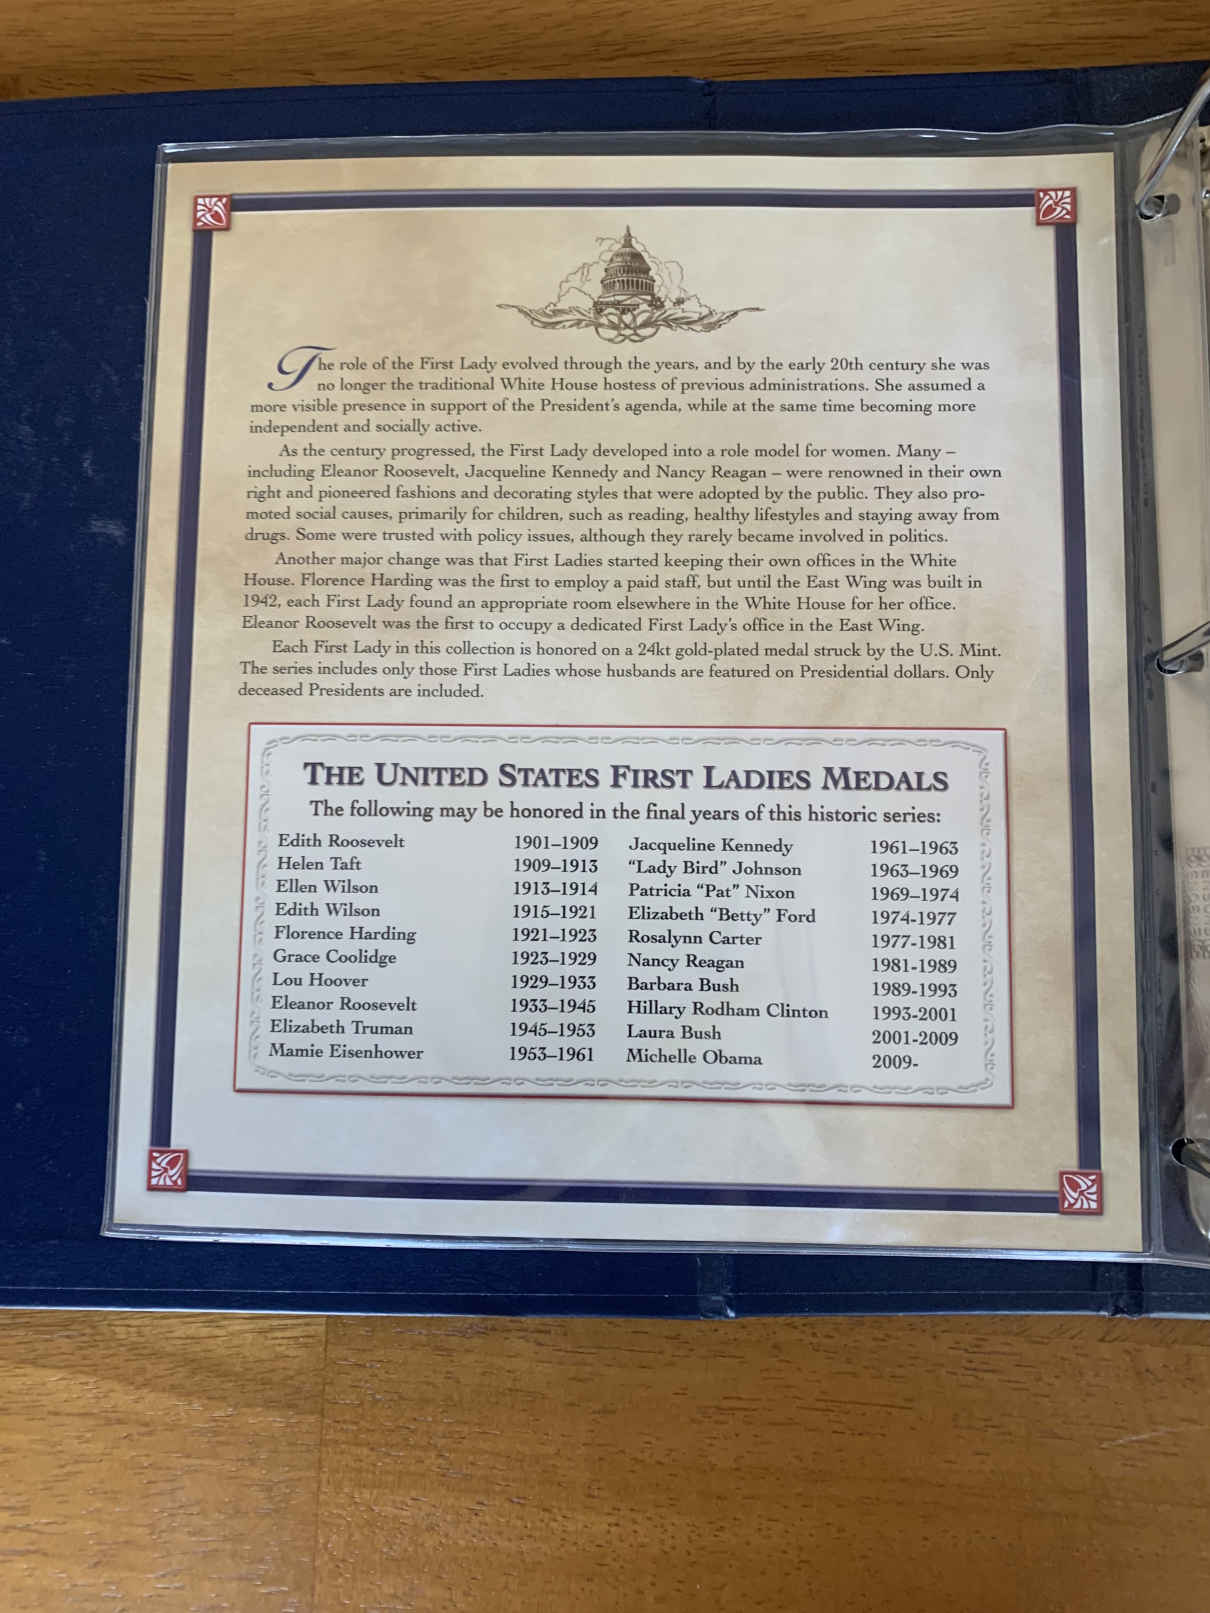 The role of the First Lady evolved through the years, and by the early 20th century she was
no longer the traditional White House hostess of previous administrations. She assumed a
more visible presence in support of the President's agenda, while at the same time becoming more
independent and socially active.
As the century progressed, the First Lady developed into a role model for women. Many –
including Eleanor Roosevelt, Jacqueline Kennedy and Nancy Reagan – were renowned in their own
right and pioneered fashions and decorating styles that were adopted by the public. They also pro-
moted social causes, primarily for children, such as reading, healthy lifestyles and staying away from
drugs. Some were trusted with policy issues, although they rarely became involved in politics.
Another major change was that First Ladies started keeping their own offices in the White
House. Florence Harding was the first to employ a paid staff, but until the East Wing was built in
1942, each First Lady found an appropriate room elsewhere in the White House for her office.
Eleanor Roosevelt was the first to occupy a dedicated First Lady's office in the East Wing.
Each First Lady in this collection is honored on a 24kt gold-plated medal struck by the U.S. Mint.
The series includes only those First Ladies whose husbands are featured on Presidential dollars. Only
deceased Presidents are included.
THE UNITED STATES FIRST LADIES MEDALS
The following may be honored in the final years of this historic series:
Edith Roosevelt 1901–1909
Helen Taft 1909–1913
Ellen Wilson 1913–1914
Edith Wilson 1915–1921
Florence Harding 1921–1923
Grace Coolidge 1923–1929
Lou Hoover 1929–1933
Eleanor Roosevelt 1933–1945
Elizabeth Truman 1945–1953
Mamie Eisenhower 1953–1961
Jacqueline Kennedy 1961–1963
“Lady Bird” Johnson 1963–1969
Patricia “Pat” Nixon 1969–1974
Elizabeth “Betty” Ford 1974-1977
Rosalynn Carter 1977-1981
Nancy Reagan 1981-1989
Barbara Bush 1989-1993
Hillary Rodham Clinton 1993-2001
Laura Bush 2001-2009
Michelle Obama 2009-